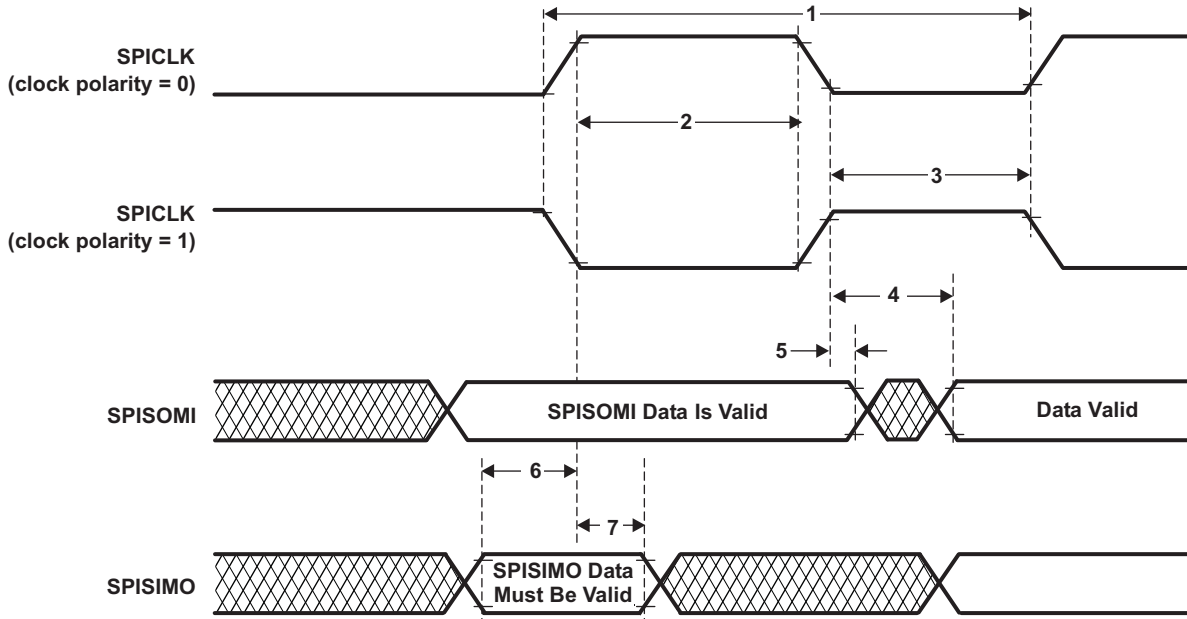 1
SPICLK
(clock polarity = 0)
2
3
SPICLK
(clock polarity = 1)
4
5
SPISOMI
SPISOMI Data Is Valid
Data Valid
6
7
SPISIMO
SPISIMO Data
Must Be Valid